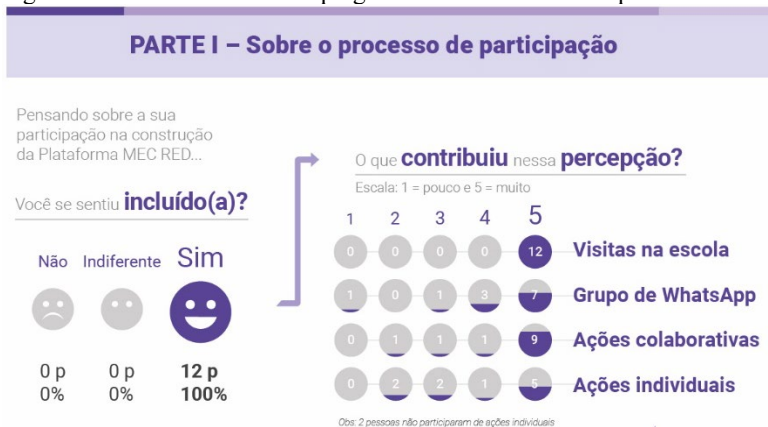 PARTE I – Sobre o processo de participação
Pensando sobre a sua
participação na construção
da Plataforma MEC RED...
Você se sentiu incluído(a)?
Não Indiferente Sim
0 p 0 p 12 p
0% 0% 100%
O que contribuiu nessa percepção?
Escala: 1 = pouco e 5 = muito
1 2 3 4 5
0 0 0 0 12 Visitas na escola
1 0 1 3 7 Grupo de WhatsApp
0 1 1 1 9 Ações colaborativas
0 2 2 1 5 Ações individuais
Obs: 2 pessoas não participaram de ações individuais